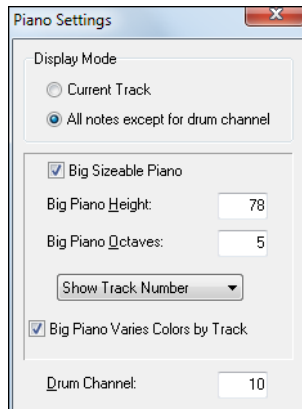 Piano Settings
Display Mode
Current Track
All notes except for drum channel
Big Sizeable Piano
Big Piano Height: 78
Big Piano Octaves: 5
Show Track Number
Big Piano Varies Colors by Track
Drum Channel: 10